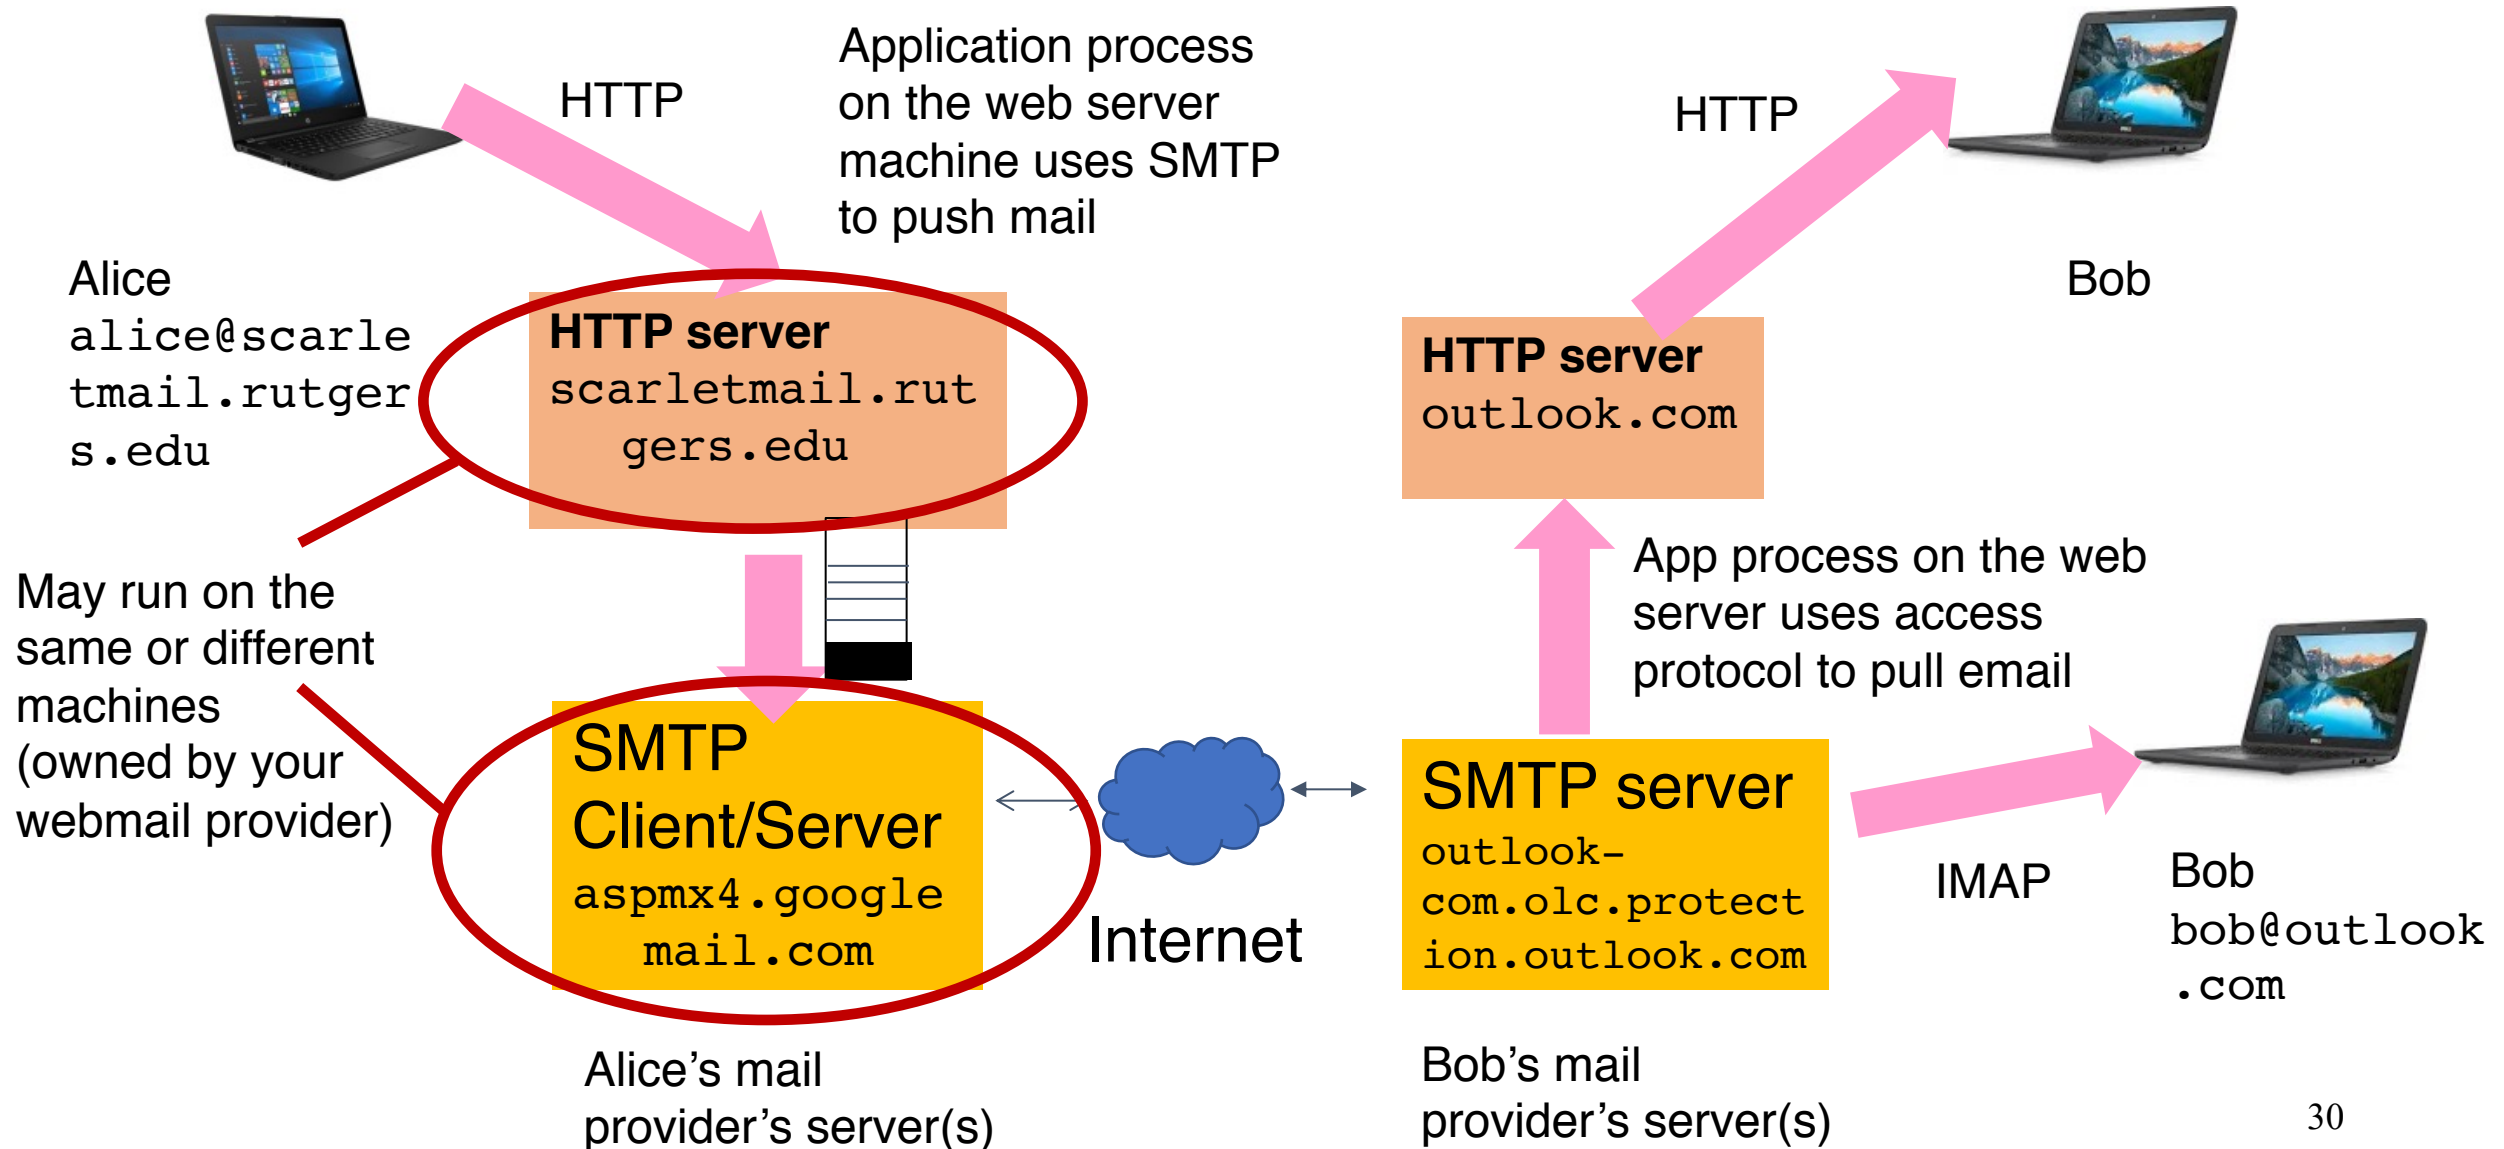 HTTP
Application process
on the web server
machine uses SMTP
to push mail
HTTP
Alice
alice@scarle
tmail.rutger
s.edu
Bob
HTTP server
scarletmail.rut
gers.edu
HTTP server
outlook.com
May run on the
same or different
machines
(owned by your
webmail provider)
App process on the web
server uses access
protocol to pull email
SMTP
Client/Server
aspmx4.google
mail.com
Internet
SMTP server
outlook-
com.olc.protect
ion.outlook.com
IMAP
Bob
bob@outlook
.com
Alice’s mail
provider’s server(s)
Bob’s mail
provider’s server(s)
30